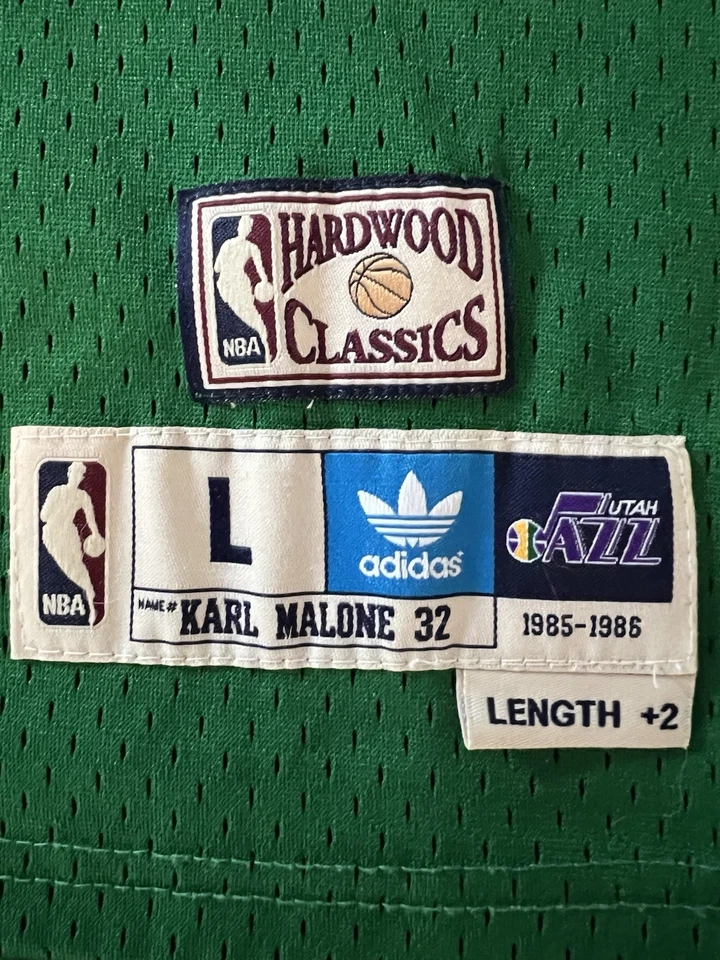 HARDWOOD
NBA
CLASSICS
L
adidas
UTAH
JAZZ
NBA
NAME# KARL MALONE 32
1985-1986
LENGTH +2